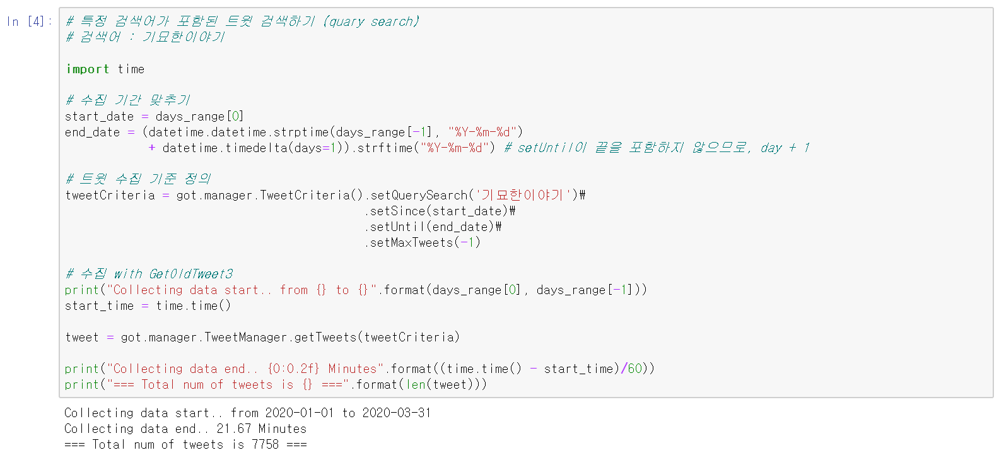 In [4]:
# 특정 검색어가 포함된 트윗 검색하기 (quary search)
# 검색어 : 기묘한이야기
import time
# 수집 기간 맞추기
start_date = days_range[0]
end_date = (datetime.datetime.strptime(days_range[-1], "%Y-%m-%d")
+ datetime.timedelta(days=1)).strftime("%Y-%m-%d") # setUntil이 끝을 포함하지 않으므로, day + 1
# 트윗 수집 기준 정의
tweetCriteria = got.manager.TweetCriteria().setQuerySearch('기묘한이야기')₩
.setSince(start_date)₩
.setUntil(end_date)₩
.setMaxTweets(-1)
# 수집 with GetOldTweet3
print("Collecting data start.. from {} to {}".format(days_range[0], days_range[-1]))
start_time = time.time()
tweet = got.manager.TweetManager.getTweets(tweetCriteria)
print("Collecting data end.. {0:0.2f} Minutes".format((time.time() - start_time)/60))
print("=== Total num of tweets is {} ===".format(len(tweet)))
Collecting data start.. from 2020-01-01 to 2020-03-31
Collecting data end.. 21.67 Minutes
=== Total num of tweets is 7758 ===